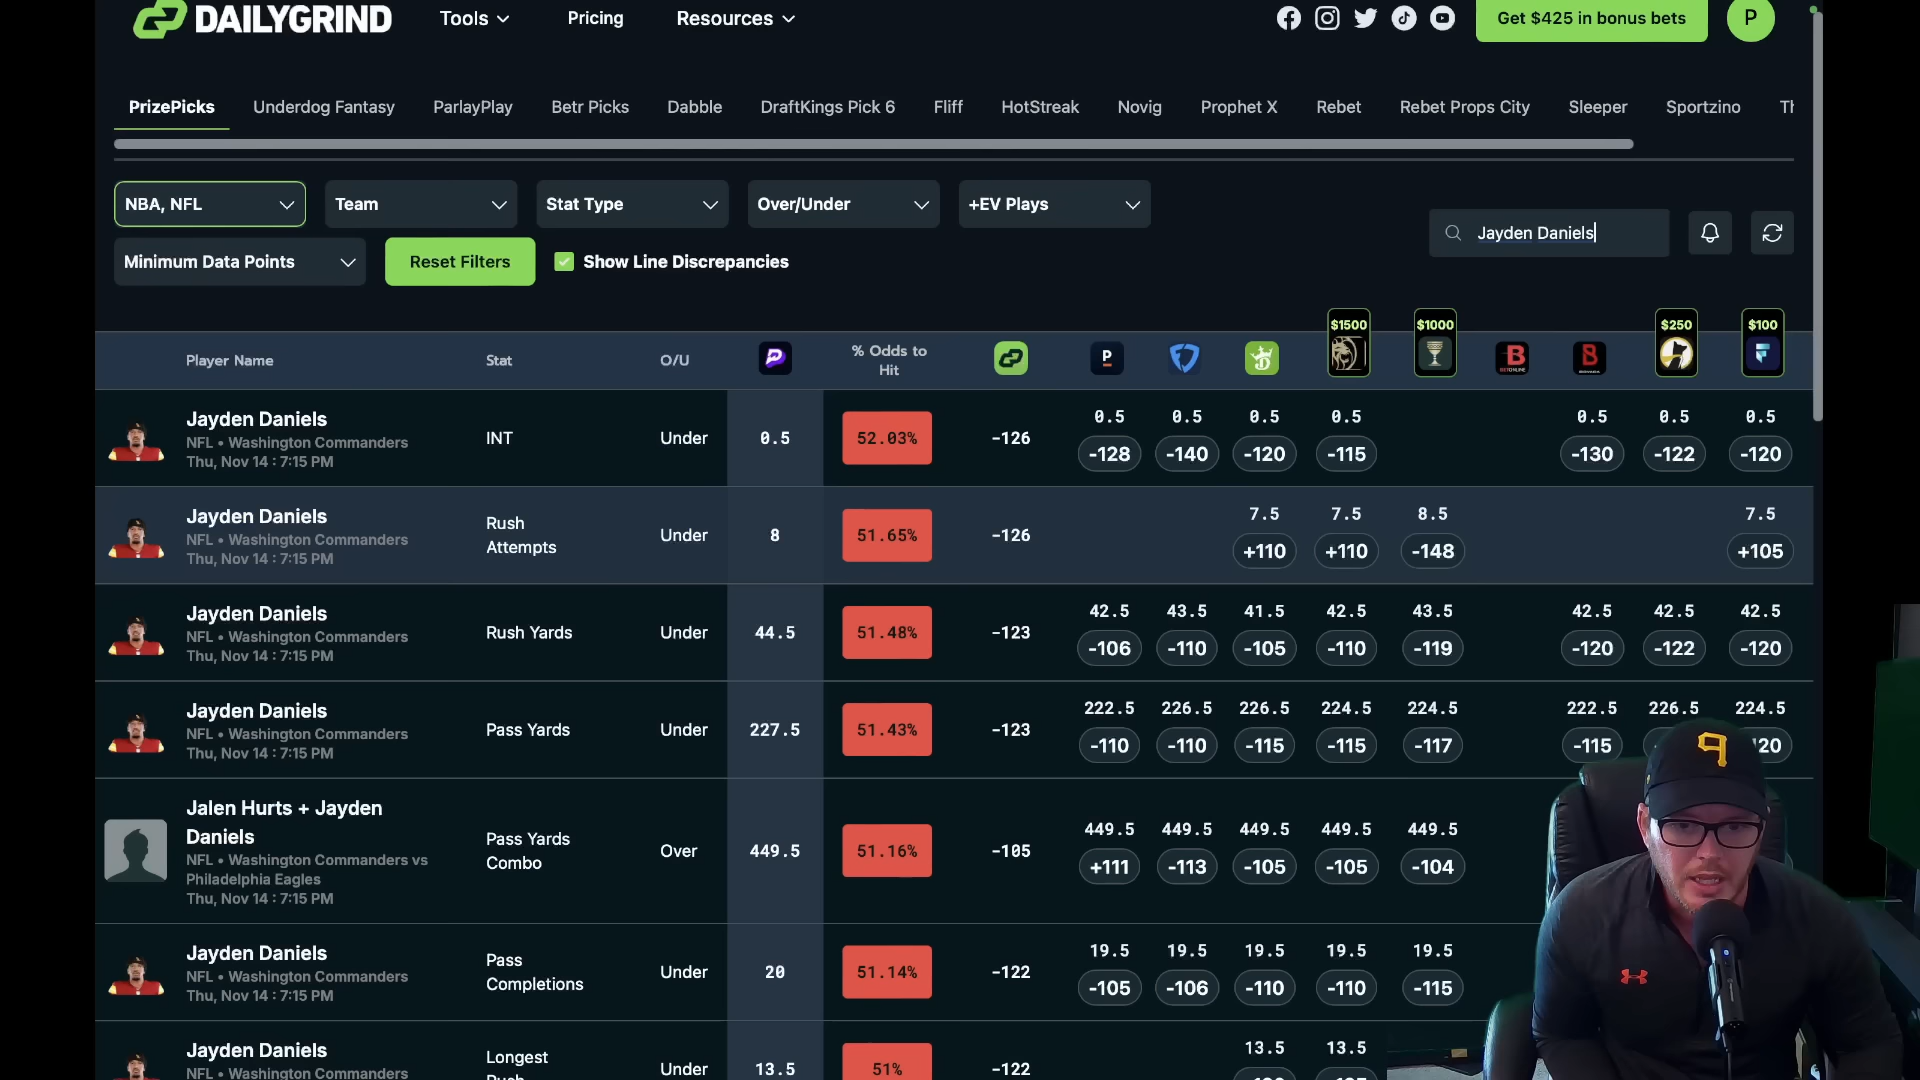 DAILYGRIND
Tools
Pricing
Resources
Get $425 in bonus bets
P
PrizePicks
Underdog Fantasy
ParlayPlay
Betr Picks
Dabble
DraftKings Pick 6
Fliff
HotStreak
Novig
Prophet X
Rebet
Rebet Props City
Sleeper
Sportzino
NBA, NFL
Team
Stat Type
Over/Under
+EV Plays
Jayden Daniels
Minimum Data Points
Reset Filters
Show Line Discrepancies
$1500 $1000 $250 $100
Player Name
Stat
O/U
% Odds to
Hit
Jayden Daniels
NFL • Washington Commanders
Thu, Nov 14 : 7:15 PM
INT
Under
0.5
52.03%
-126
0.5 0.5 0.5 0.5 0.5 0.5 0.5
-128 -140 -120 -115 -130 -122 -120
Jayden Daniels
NFL • Washington Commanders
Thu, Nov 14 : 7:15 PM
Rush
Attempts
Under
8
51.65%
-126
7.5 7.5 8.5 7.5
+110 +110 -148 +105
Jayden Daniels
NFL • Washington Commanders
Thu, Nov 14 : 7:15 PM
Rush Yards
Under
44.5
51.48%
-123
42.5 43.5 41.5 42.5 43.5 42.5 42.5 42.5
-106 -110 -105 -110 -119 -120 -122 -120
Jayden Daniels
NFL • Washington Commanders
Thu, Nov 14 : 7:15 PM
Pass Yards
Under
227.5
51.43%
-123
222.5 226.5 226.5 224.5 224.5 222.5 226.5 224.5
-110 -110 -115 -115 -117 -115 20
Jalen Hurts + Jayden
Daniels
NFL • Washington Commanders vs
Philadelphia Eagles
Thu, Nov 14 : 7:15 PM
Pass Yards
Combo
Over
449.5
51.16%
-105
449.5 449.5 449.5 449.5 449.5
+111 -113 -105 -105 -104
Jayden Daniels
NFL • Washington Commanders
Thu, Nov 14 : 7:15 PM
Pass
Completions
Under
20
51.14%
-122
19.5 19.5 19.5 19.5 19.5
-105 -106 -110 -110 -115
Jayden Daniels
NFL • Washington Commanders
Longest
Under
13.5
51%
-122
13.5 13.5